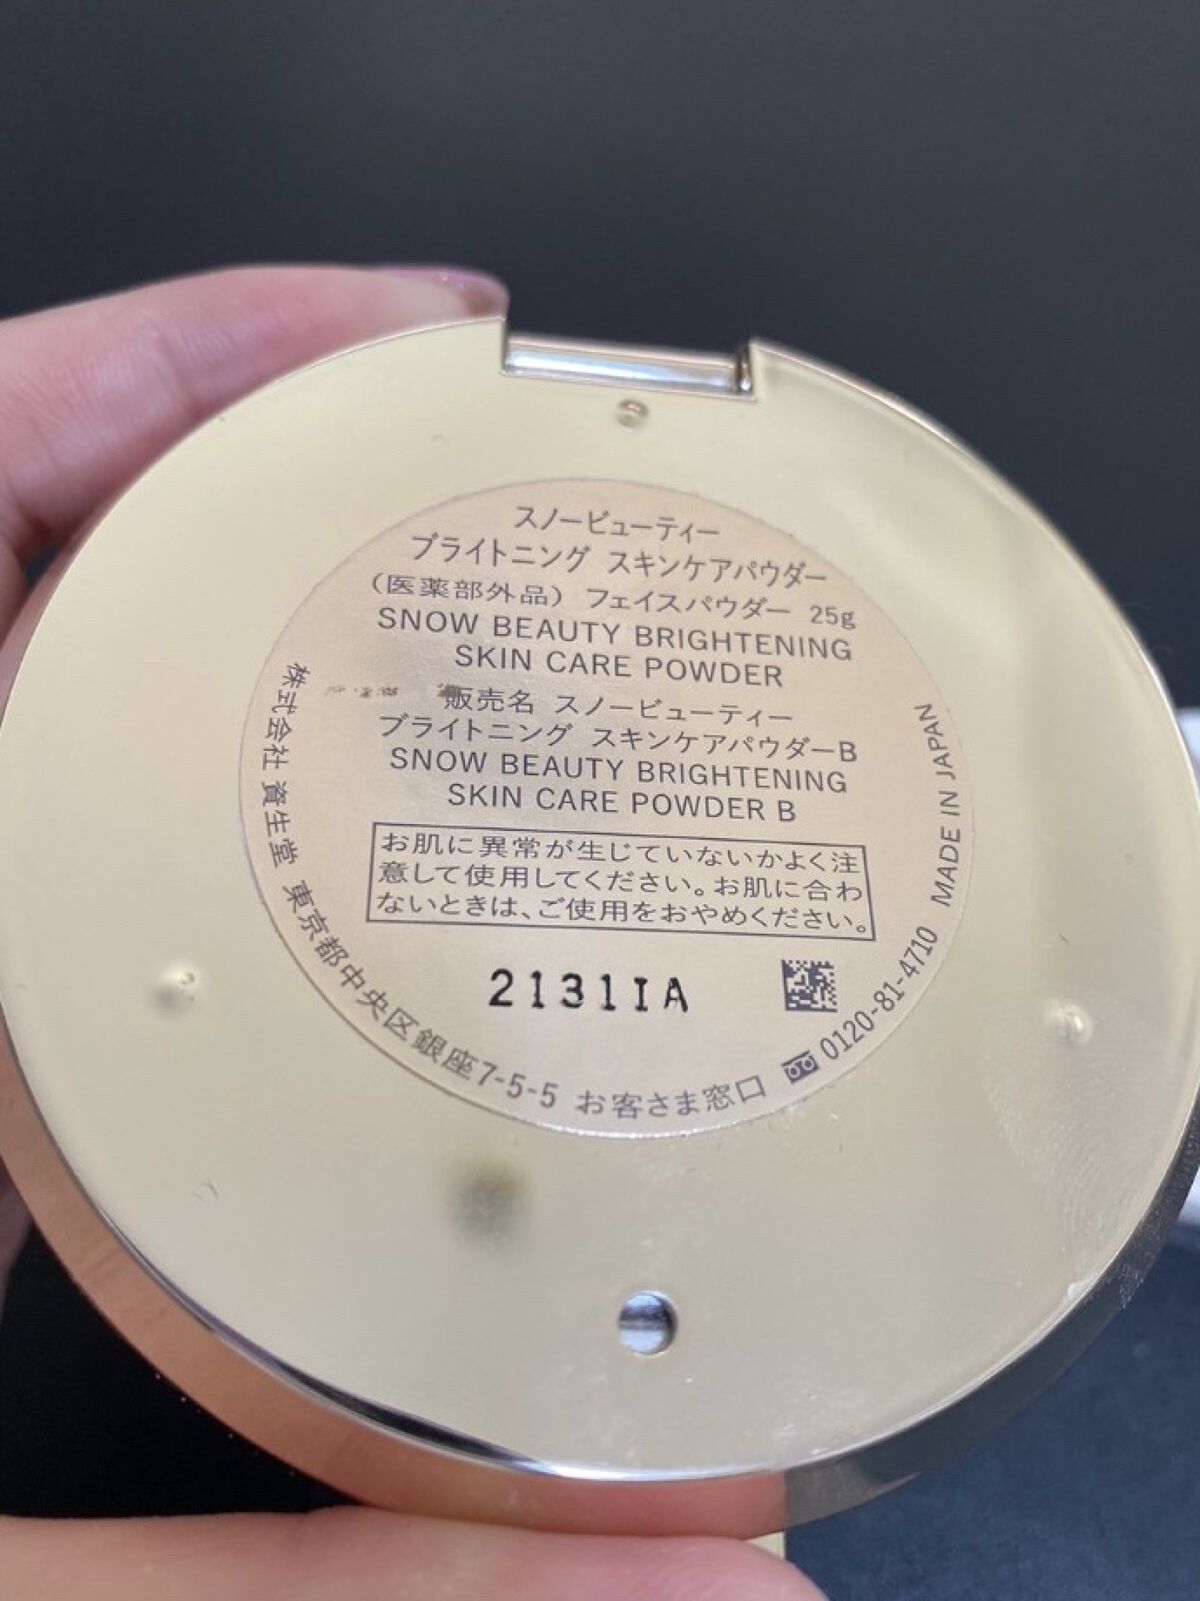 スノービューティー
ブライトニング スキンケアパウダー
(医薬部外品) フェイスパウダー 25g
SNOW BEAUTY BRIGHTENING
SKIN CARE POWDER
販売名 スノービューティー
ブライトニング スキンケアパウダーB
SNOW BEAUTY BRIGHTENING
SKIN CARE POWDER B
お肌に異常が生じていないかよく注
意して使用してください。お肌に合わ
ないときは、ご使用をおやめください。
21311A
株式会社 資生堂 東京都中央区銀座7-5-5 お客さま窓口 0120-81-4710 MADE IN JAPAN